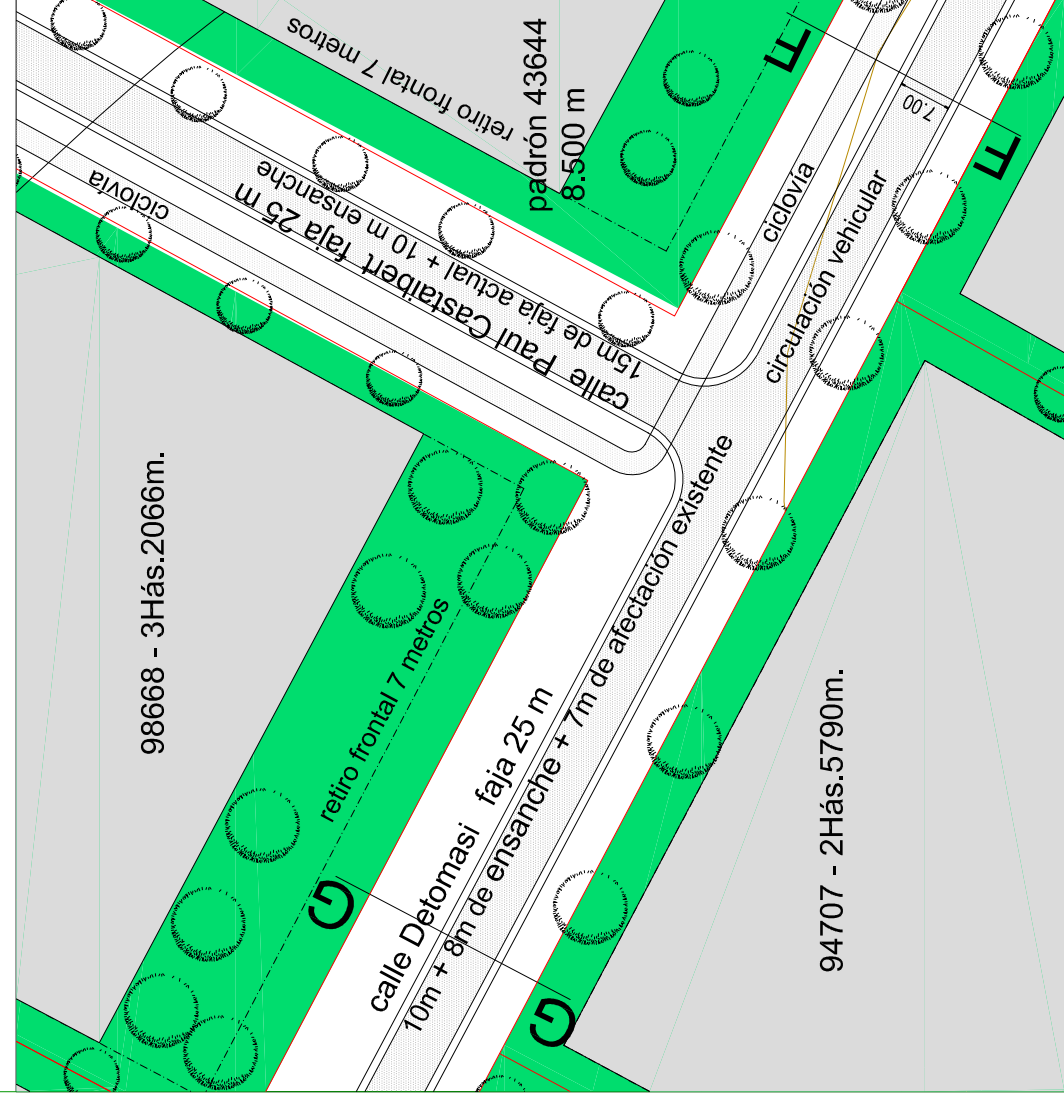 retiro frontal 7 metros
padrón 43644
8.500 m
F
F
7.00
ciclovía
ciclovía
circulación vehicular
calle Paul Castaibert faja 25 m
15m de faja actual + 10 m ensanche
98668 - 3Hás.2066m.
retiro frontal 7 metros
calle Detomasi faja 25 m
10m + 8m de ensanche + 7m de afectación existente
94707 - 2Hás.5790m.
G
G